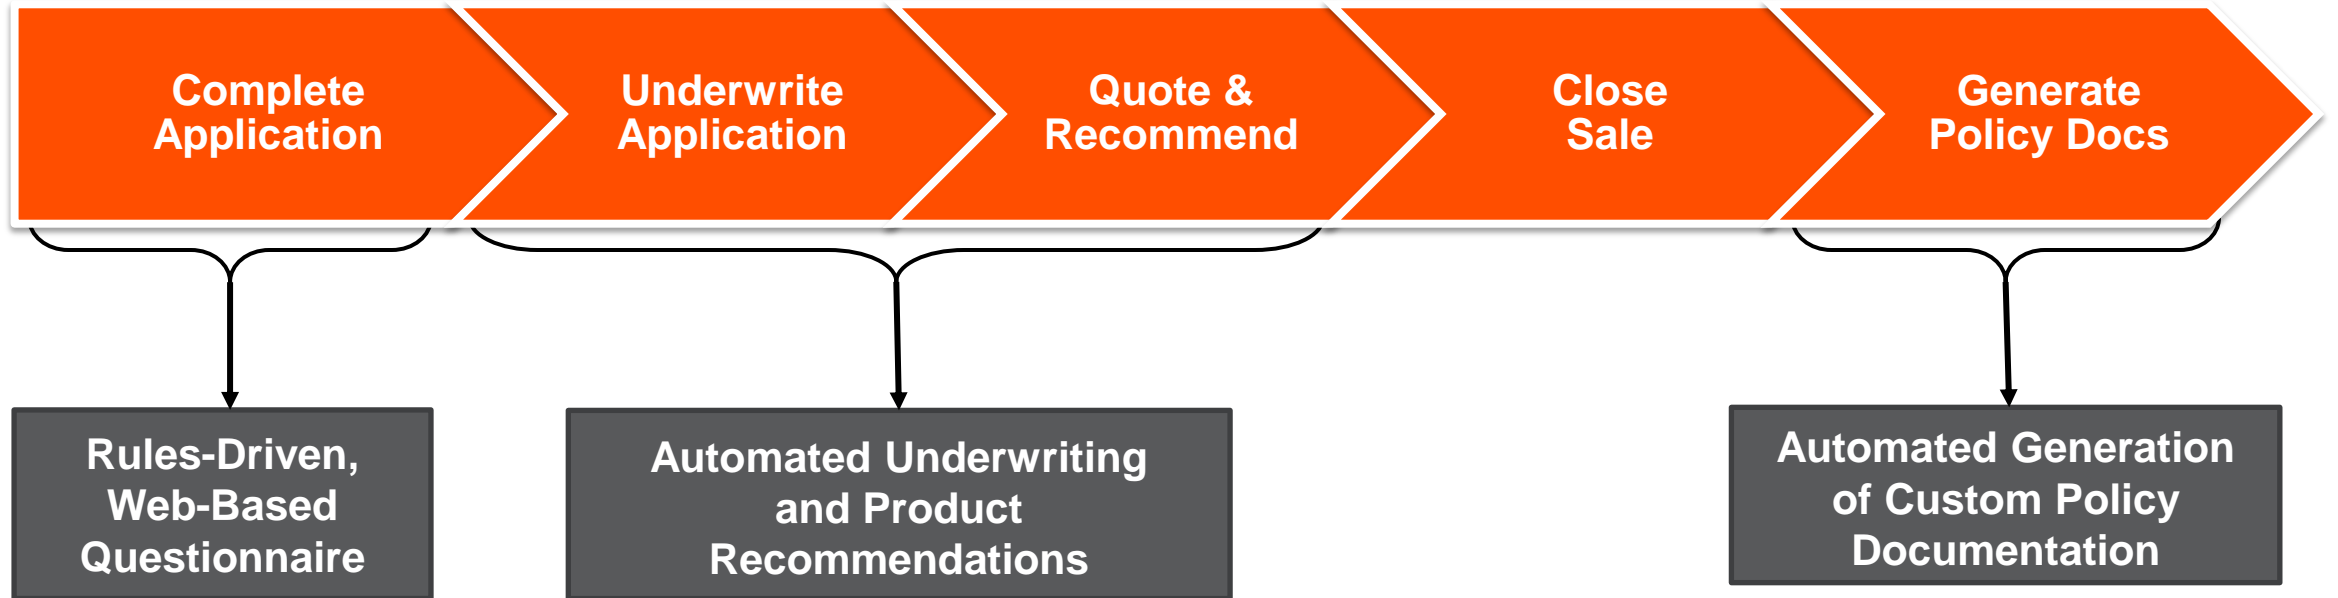 Complete
Application
Underwrite
Application
Quote &
Recommend
Close
Sale
Generate
Policy Docs
Rules-Driven,
Web-Based
Questionnaire
Automated Underwriting
and Product
Recommendations
Automated Generation
of Custom Policy
Documentation